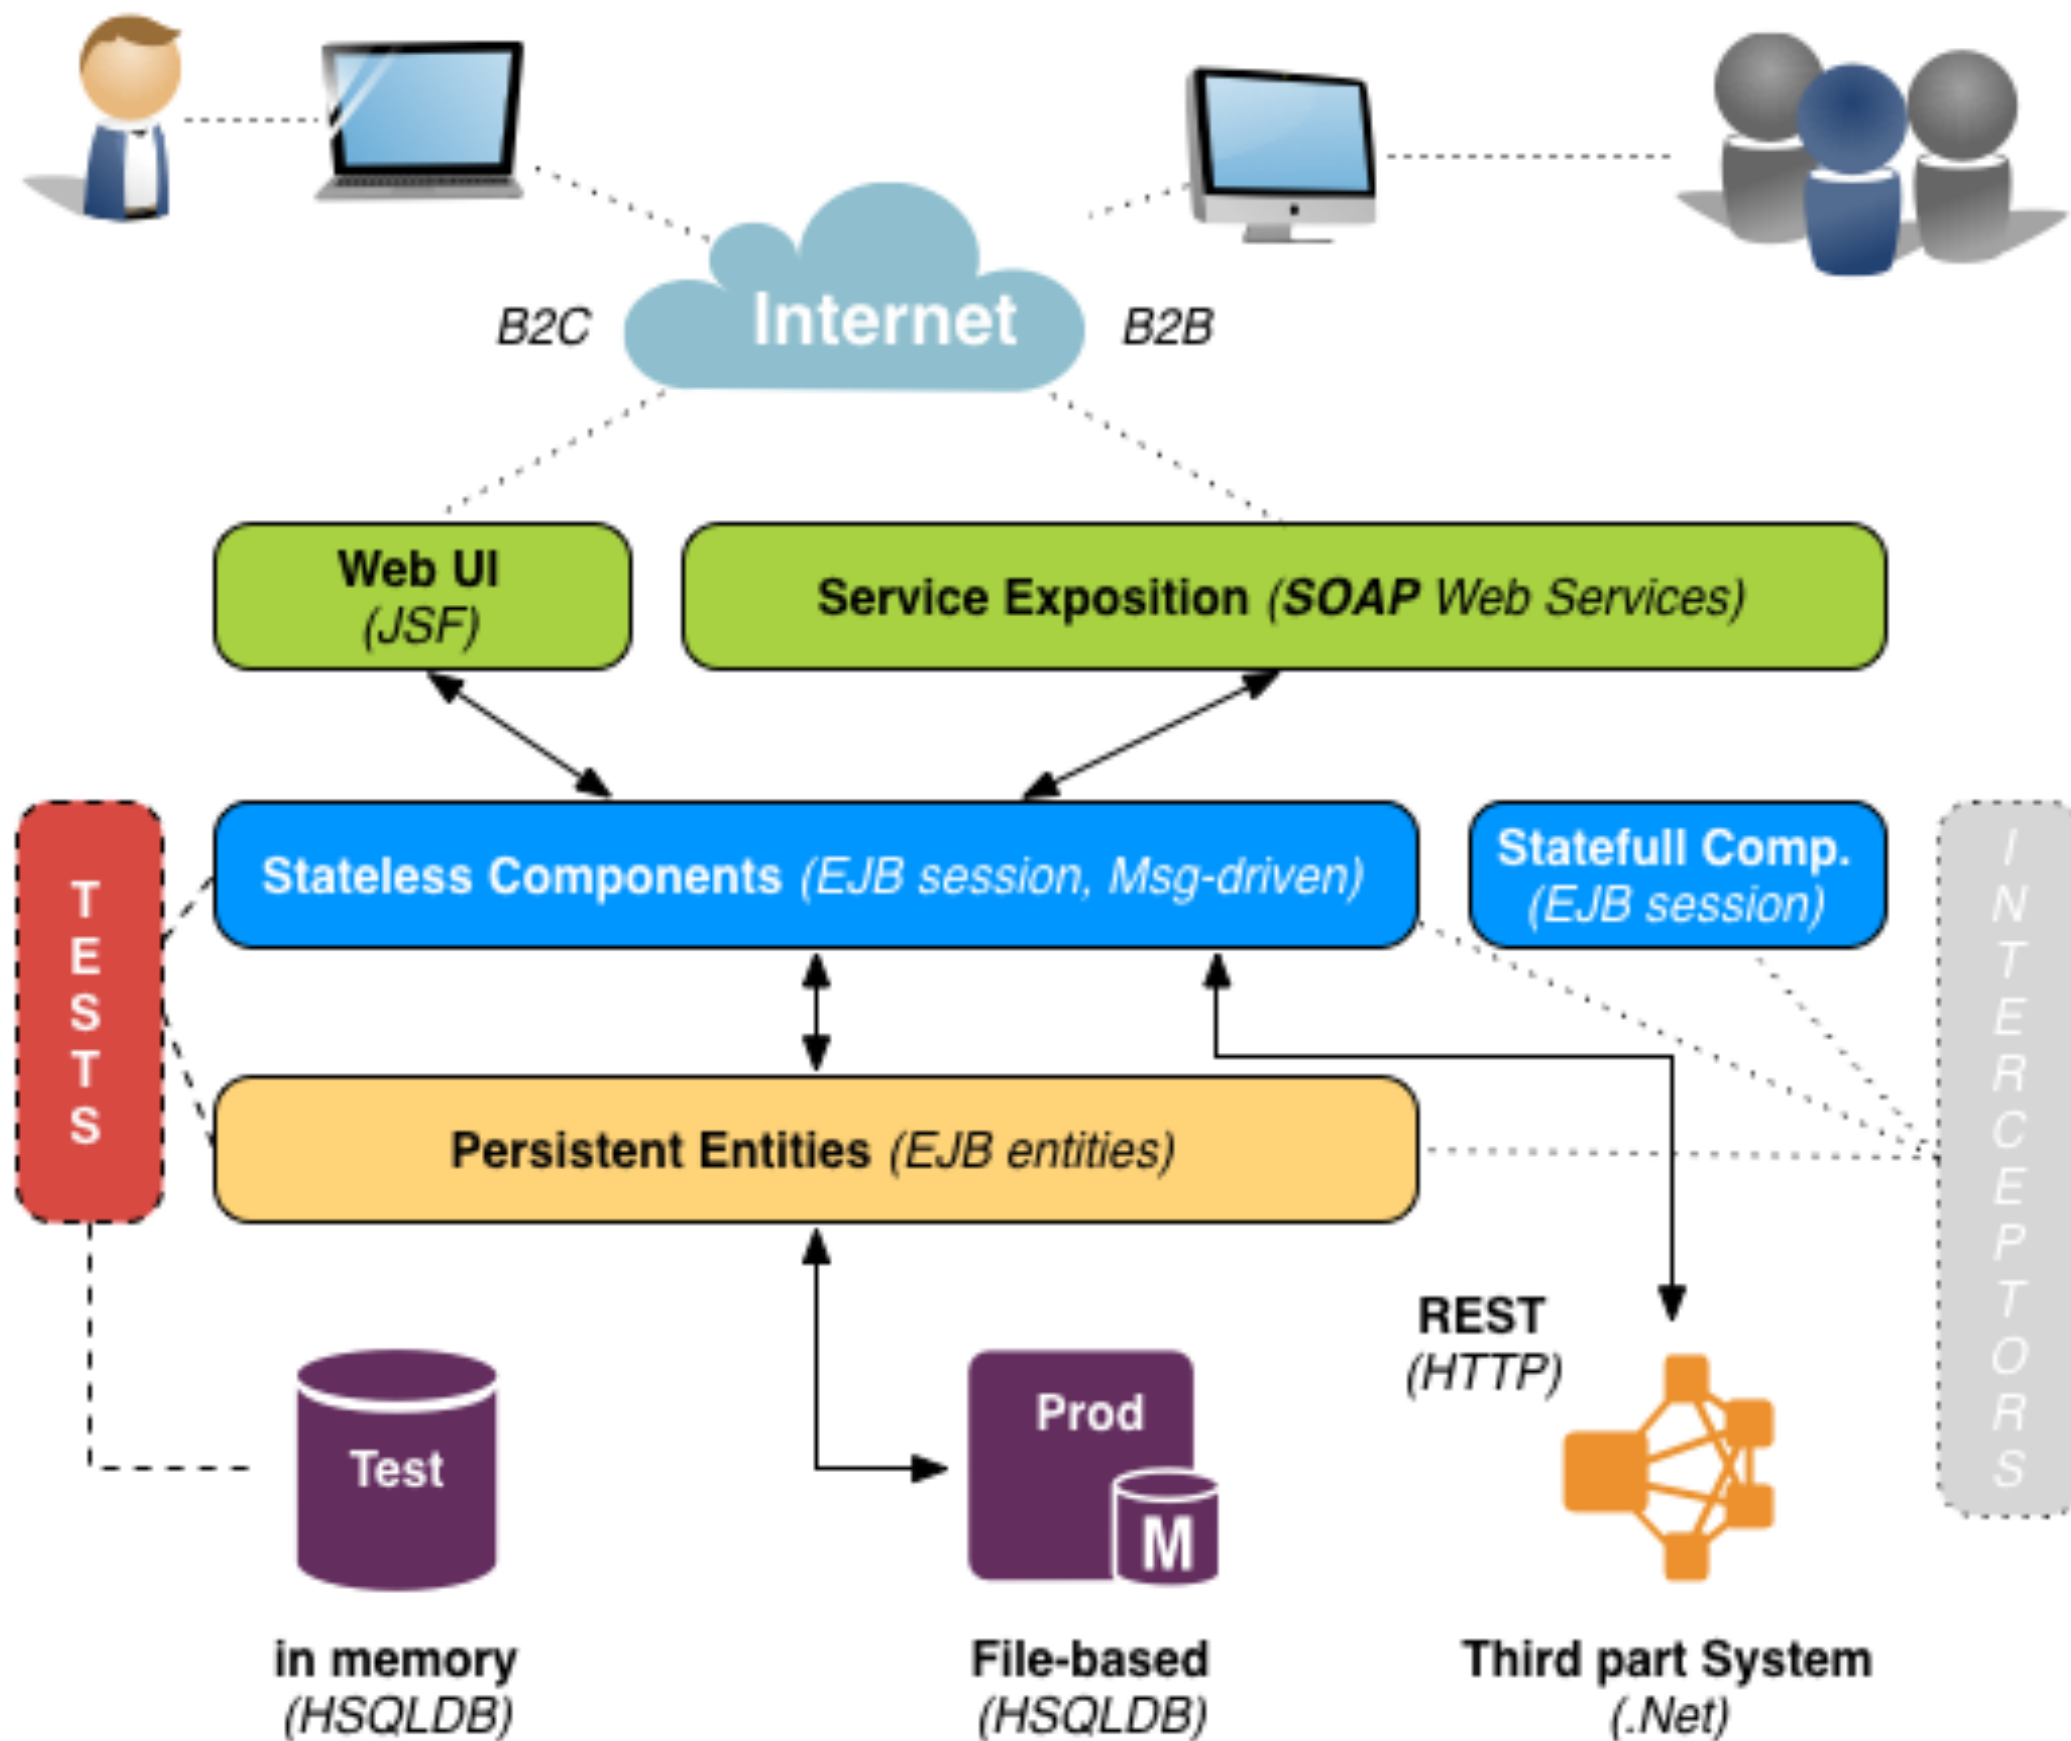 Internet
B2C
B2B
Web UI
(JSF)
Service Exposition (SOAP Web Services)
TESTS
Stateless Components (EJB session, Msg-driven)
Statefull Comp.
(EJB session)
INTERCEPTORS
Persistent Entities (EJB entities)
REST
(HTTP)
Test
Prod
M
in memory
(HSQLDB)
File-based
(HSQLDB)
Third part System
(.Net)